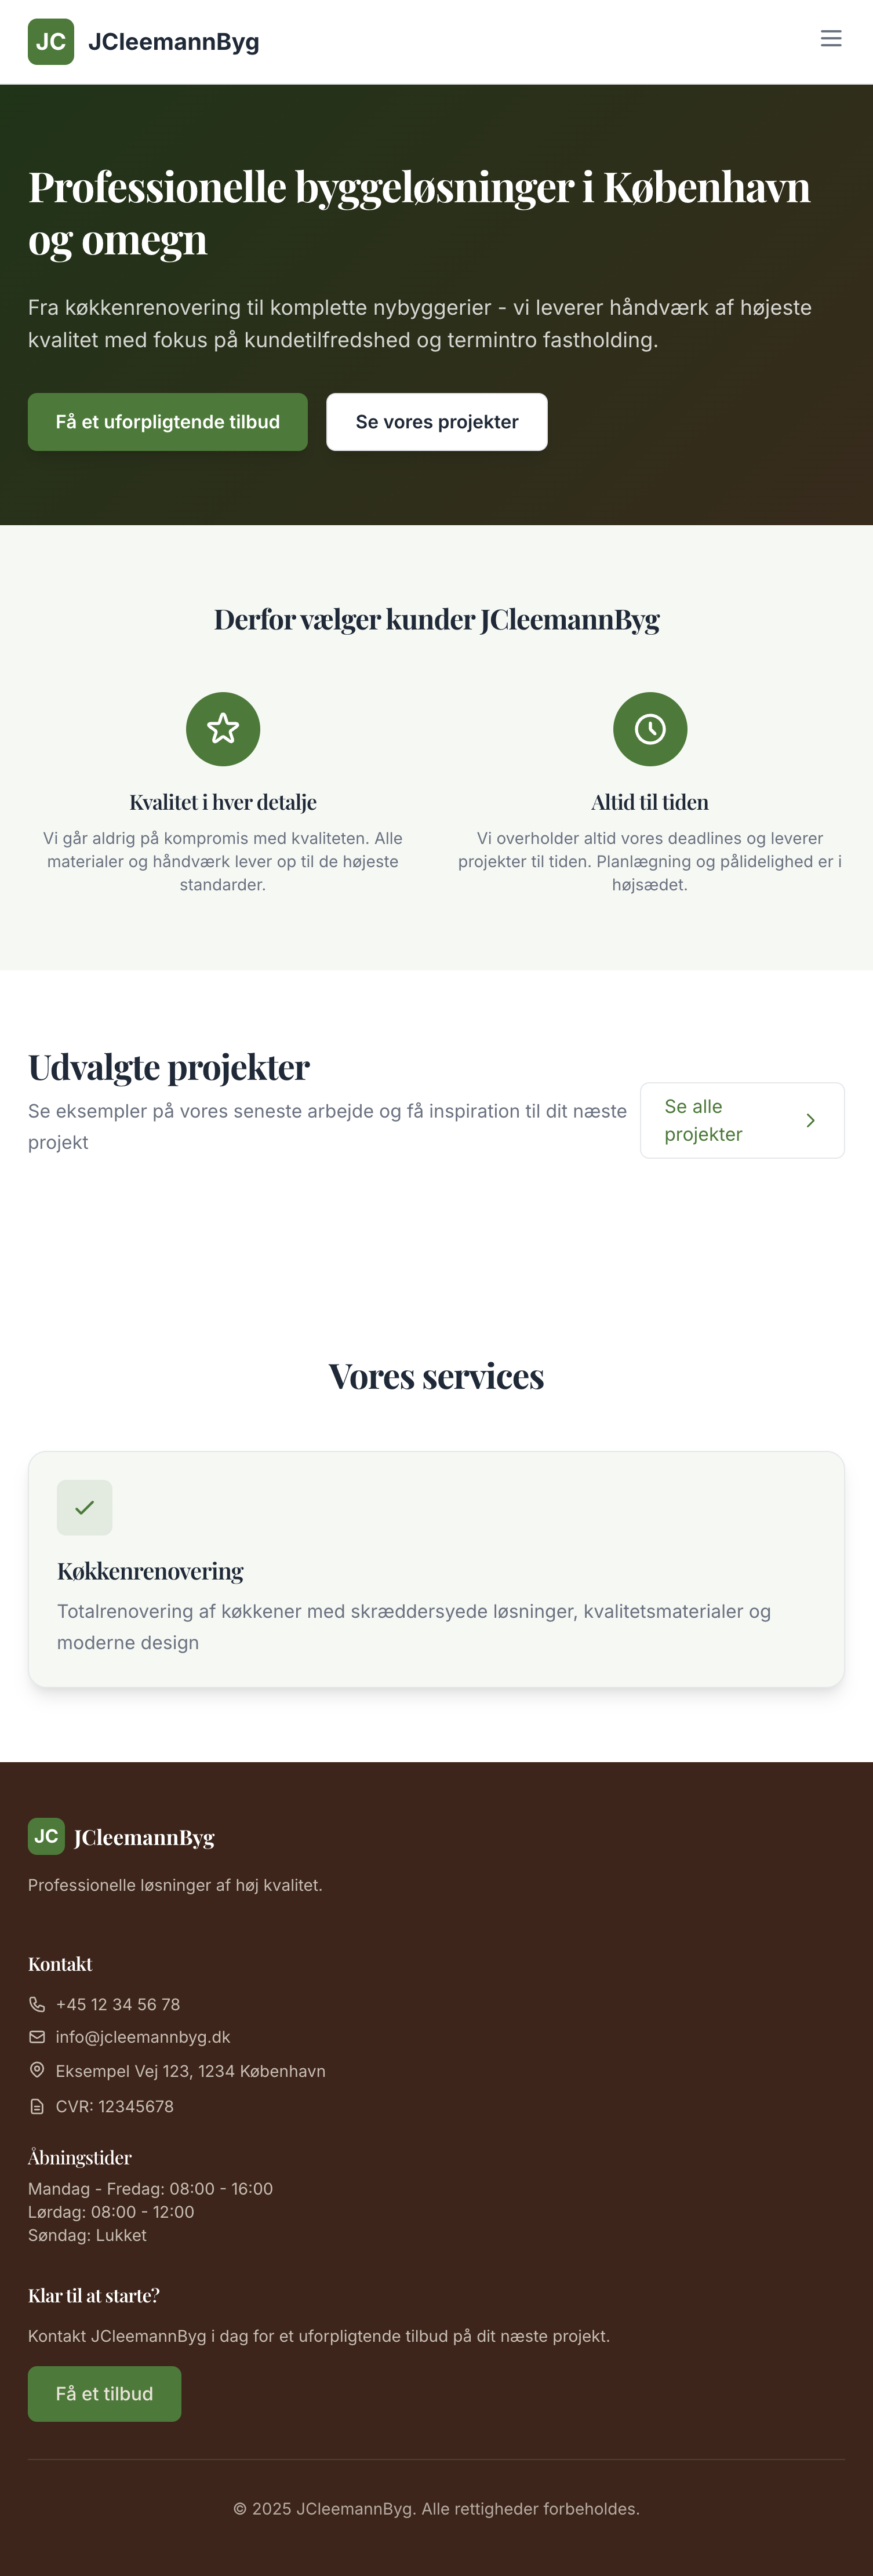 JC JCleemannByg
Professionelle byggeløsninger i København
og omegn
Fra køkkenrenovering til komplette nybyggerier - vi leverer håndværk af højeste
kvalitet med fokus på kundetilfredshed og termintro fastholding.
Få et uforpligtende tilbud
Se vores projekter
Derfor vælger kunder JCleemannByg
Kvalitet i hver detalje
Vi går aldrig på kompromis med kvaliteten. Alle
materialer og håndværk lever op til de højeste
standarder.
Altid til tiden
Vi overholder altid vores deadlines og leverer
projekter til tiden. Planlægning og pålidelighed er i
højsædet.
Udvalgte projekter
Se eksempler på vores seneste arbejde og få inspiration til dit næste
projekt
Se alle
projekter
Vores services
Køkkenrenovering
Totalrenovering af køkkener med skræddersyede løsninger, kvalitetsmaterialer og
moderne design
JC JCleemannByg
Professionelle løsninger af høj kvalitet.
Kontakt
+45 12 34 56 78
info@jcleemannbyg.dk
Eksempel Vej 123, 1234 København
CVR: 12345678
Åbningstider
Mandag - Fredag: 08:00 - 16:00
Lørdag: 08:00 - 12:00
Søndag: Lukket
Klar til at starte?
Kontakt JCleemannByg i dag for et uforpligtende tilbud på dit næste projekt.
Få et tilbud
© 2025 JCleemannByg. Alle rettigheder forbeholdes.